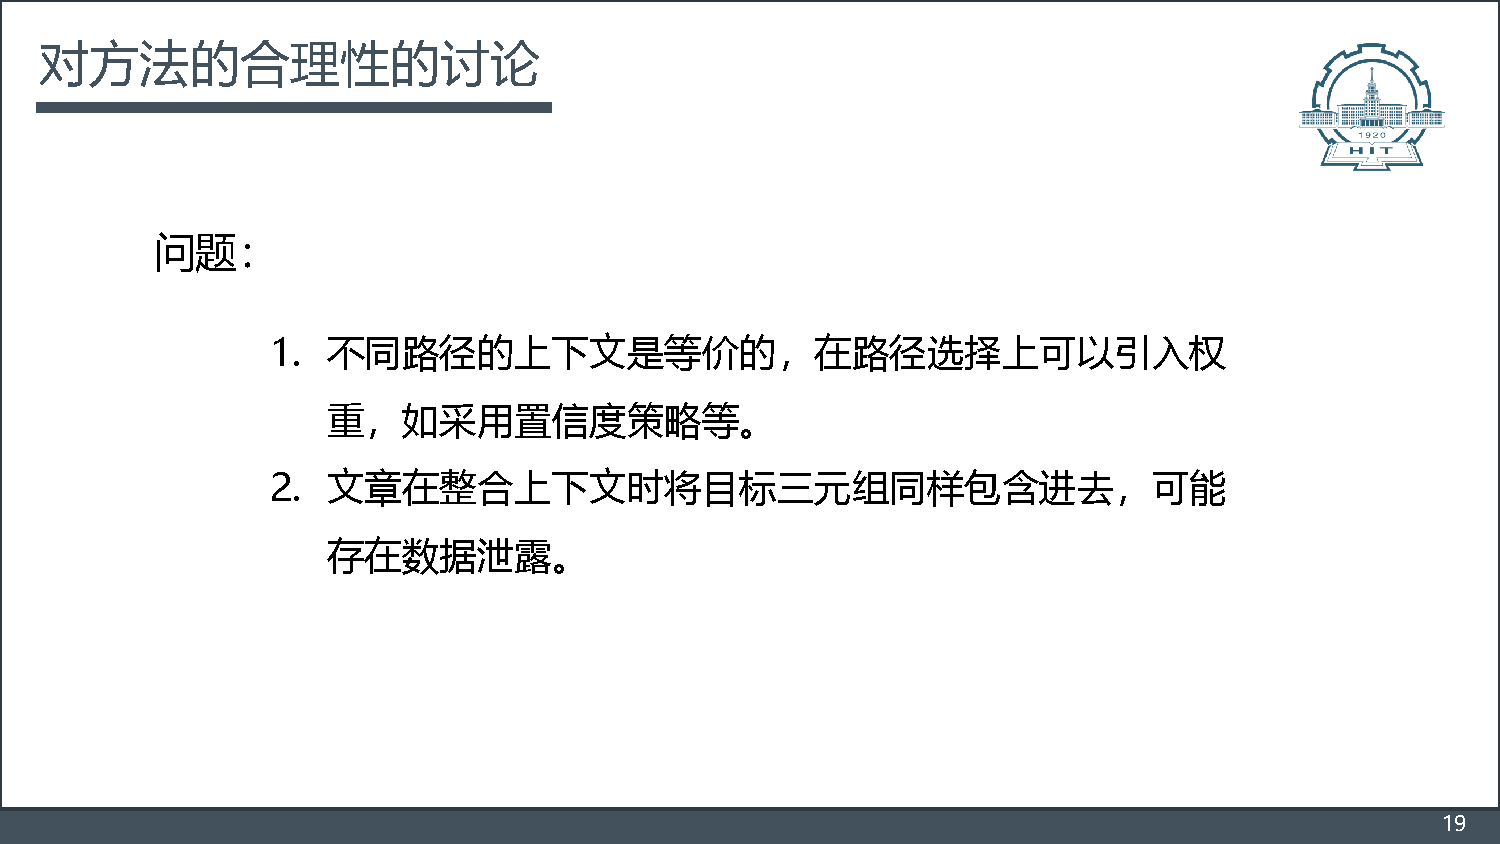 对方法的合理性的讨论
1920
HIT
问题：
1. 不同路径的上下文是等价的，在路径选择上可以引入权
重，如采用置信度策略等。
2. 文章在整合上下文时将目标三元组同样包含进去，可能
存在数据泄露。
19